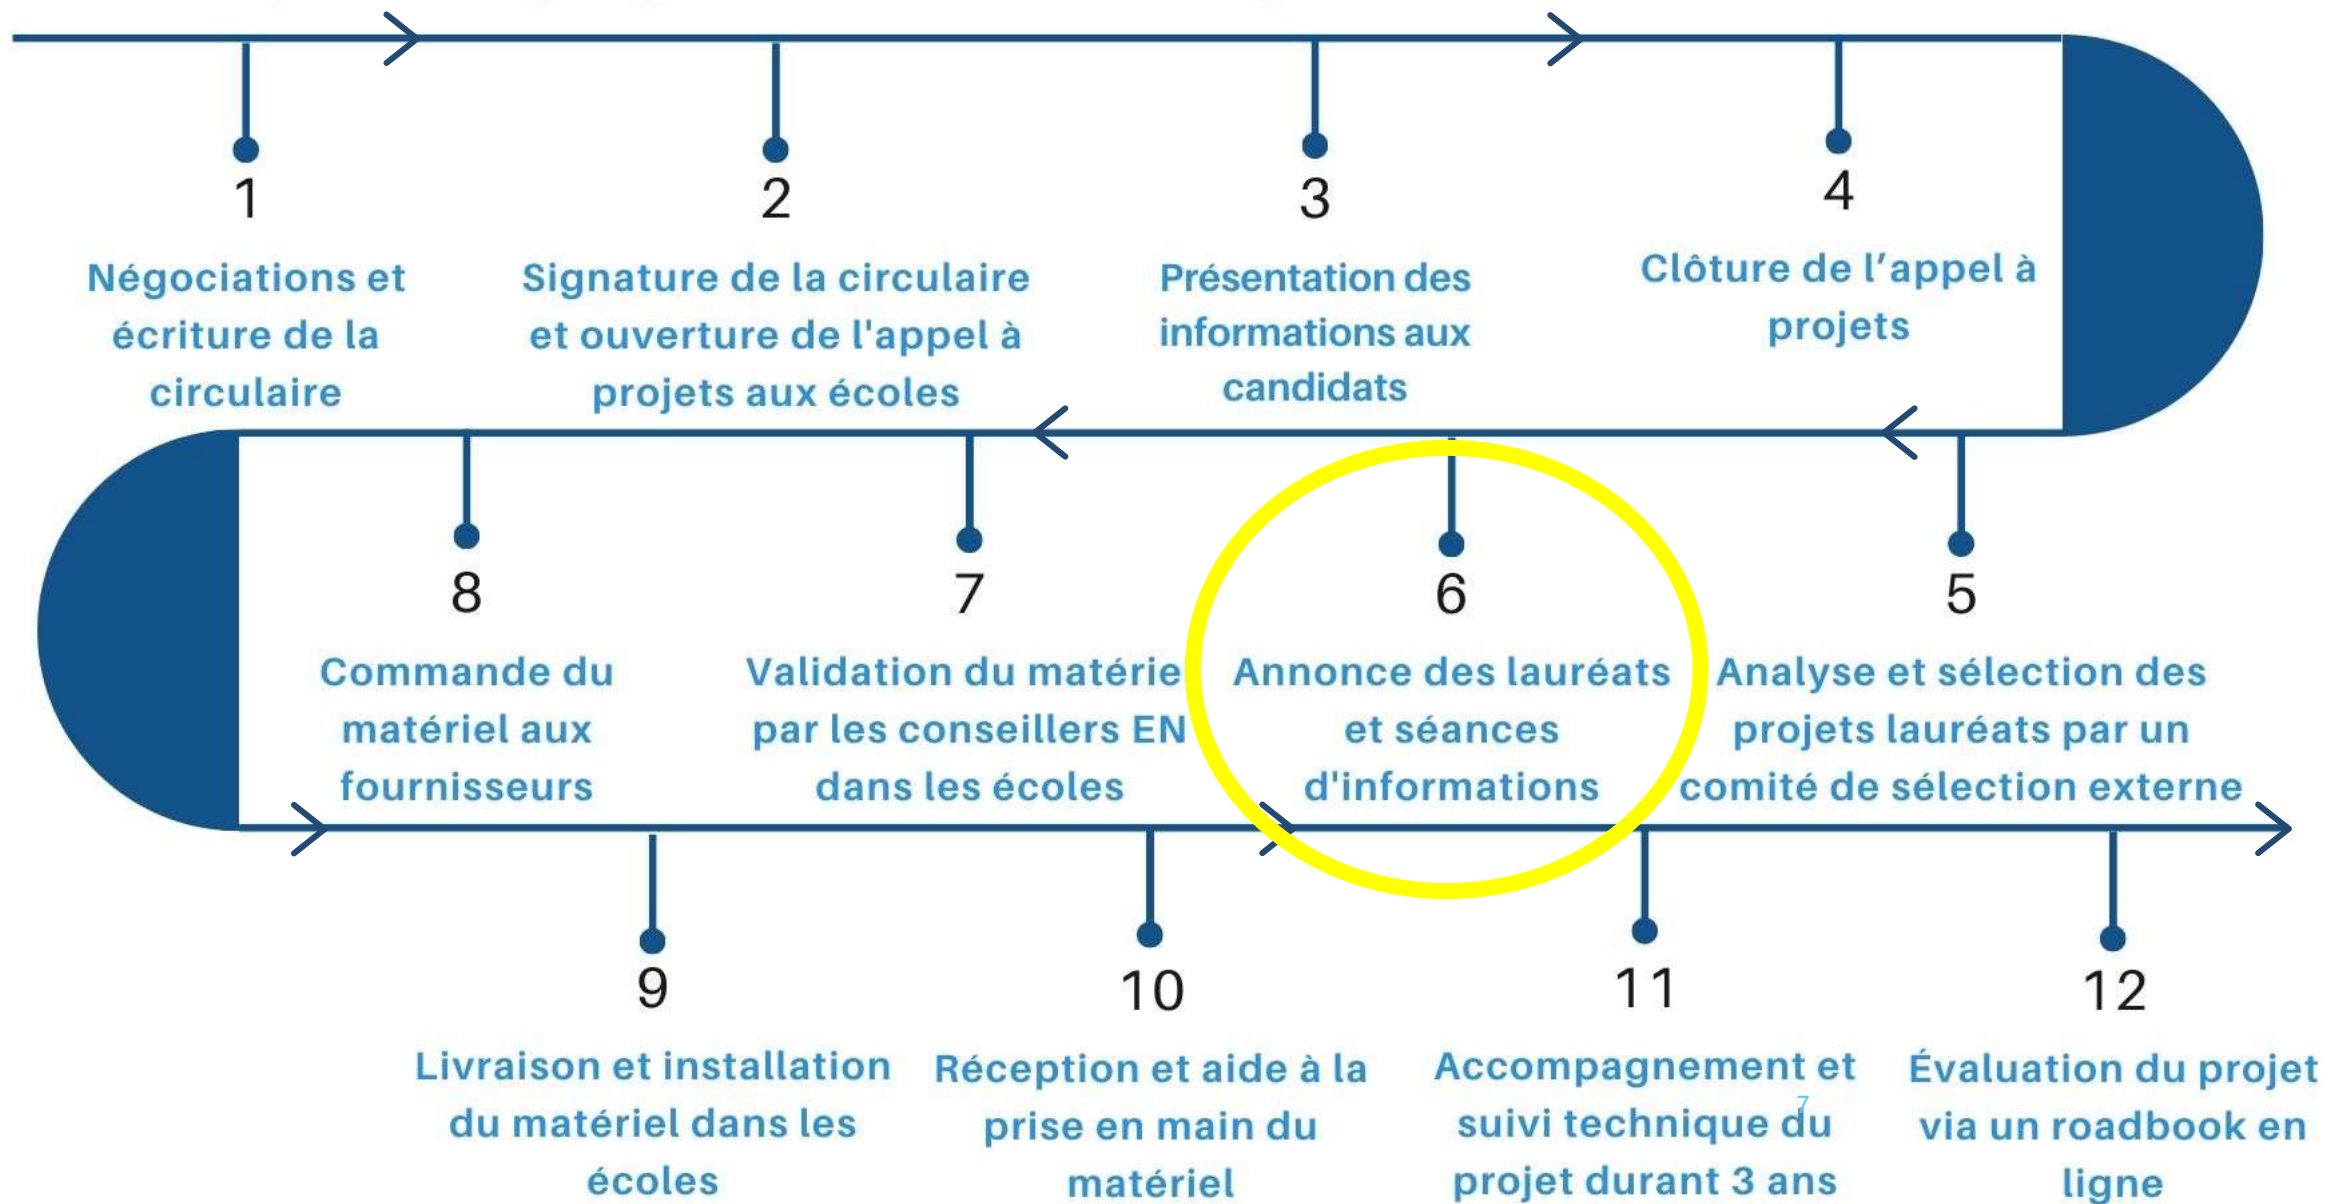 1
Négociations et
écriture de la
circulaire
2
Signature de la circulaire
et ouverture de l'appel à
projets aux écoles
3
Présentation des
informations aux
candidats
4
Clôture de l’appel à
projets
8
Commande du
matériel aux
fournisseurs
7
Validation du matérie
par les conseillers EN
dans les écoles
6
Annonce des lauréats
et séances
d'informations
5
Analyse et sélection des
projets lauréats par un
comité de sélection externe
9
Livraison et installation
du matériel dans les
écoles
10
Réception et aide à la
prise en main du
matériel
11
Accompagnement et
suivi technique du
projet durant 3 ans
12
Évaluation du projet
via un roadbook en
ligne
7